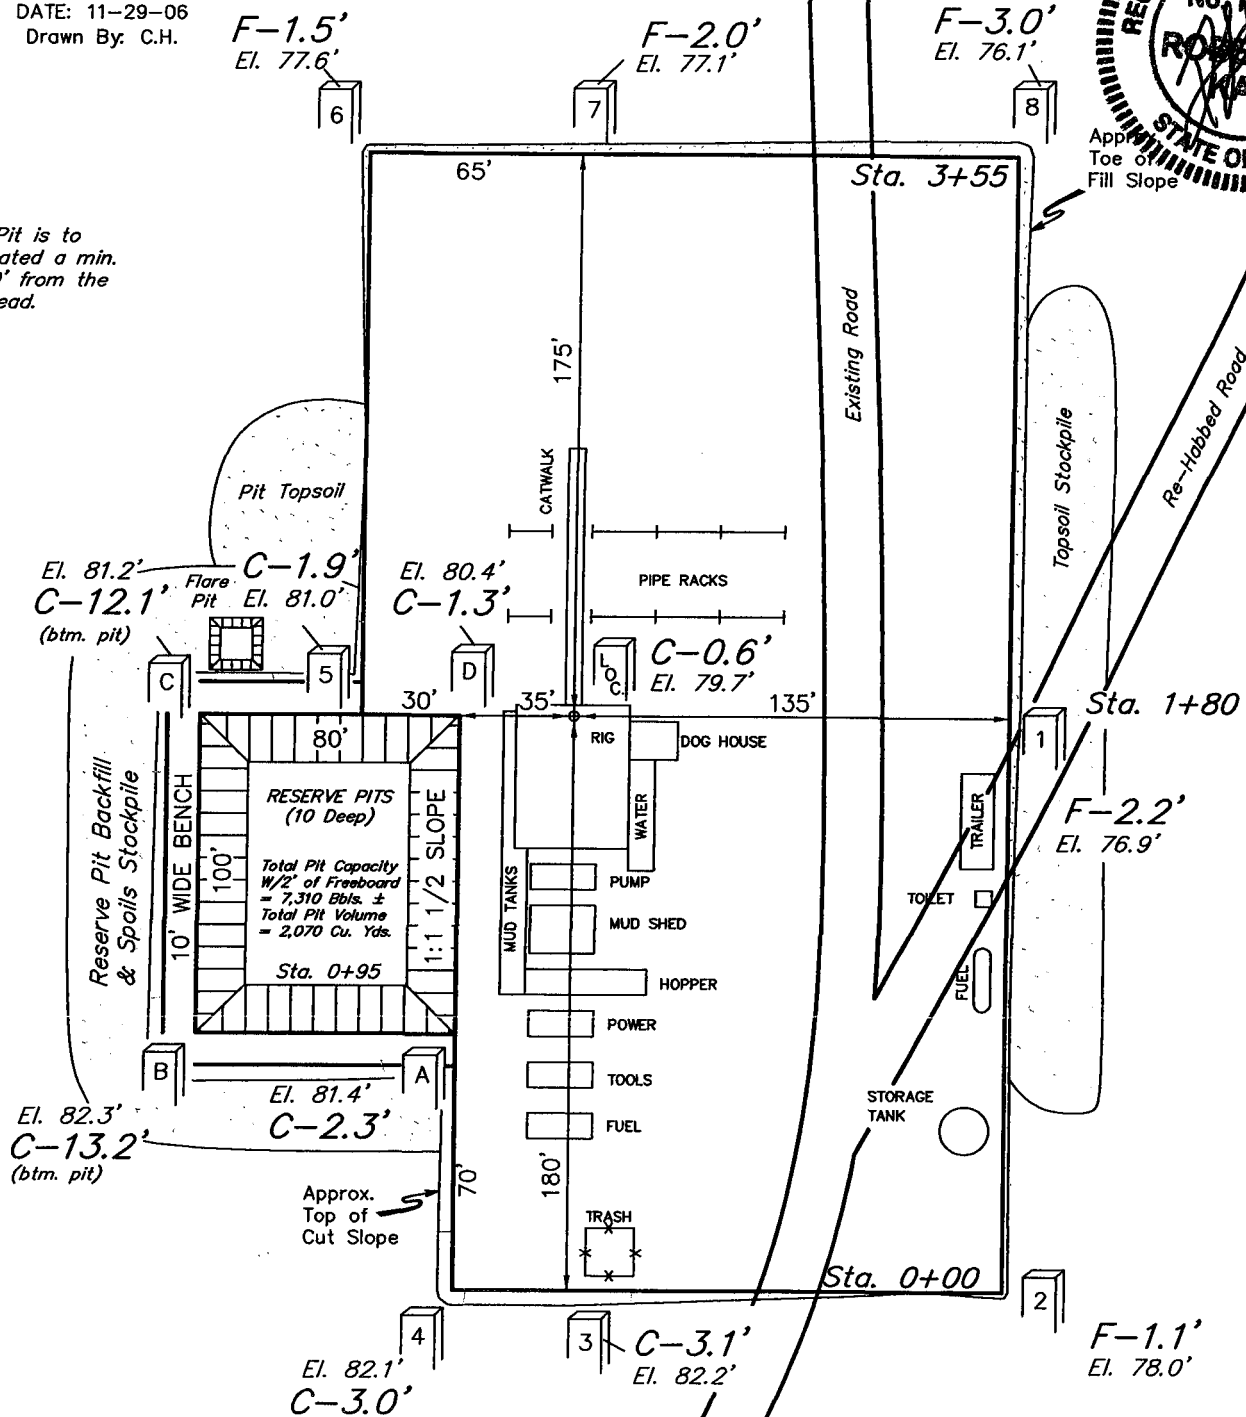 DATE: 11-29-06
Drawn By: C.H.
F-1.5'
El. 77.6'
F-2.0'
El. 77.1'
F-3.0'
El. 76.1'
6
7
8
STATE OF
Toe of
Fill Slope
65'
Sta. 3+55
Pit is to
min.
from the
175'
Existing Road
Re-Habbed Road
Topsoil Stockpile
CATWALK
Pit Topsoil
PIPE RACKS
El. 81.2'
C-12.1'
(btm. pit)
Flare
Pit
C-1.9'
El. 81.0'
El. 80.4'
C-1.3'
C
5
D
LOC.
C-0.6'
El. 79.7'
30'
35'
135'
Sta. 1+80
1
80'
RIG
DOG HOUSE
WATER
TRAILER
F-2.2'
El. 76.9'
Reserve Pit Backfill
& Spoils Stockpile
10' WIDE BENCH
100'
RESERVE PITS
(10 Deep)
Total Pit Capacity
W/2' of Freeboard
= 7,310 Bbls. ±
Total Pit Volume
= 2,070 Cu. Yds.
Sta. 0+95
1:1 1/2 SLOPE
MUD TANKS
PUMP
MUD SHED
TOILET
FUEL
HOPPER
POWER
TOOLS
FUEL
STORAGE
TANK
B
A
El. 82.3'
C-13.2'
(btm. pit)
El. 81.4'
C-2.3'
70'
180'
Approx.
Top of
Cut Slope
TRASH
Sta. 0+00
4
3
2
El. 82.1'
C-3.0'
C-3.1'
El. 82.2'
F-1.1'
El. 78.0'